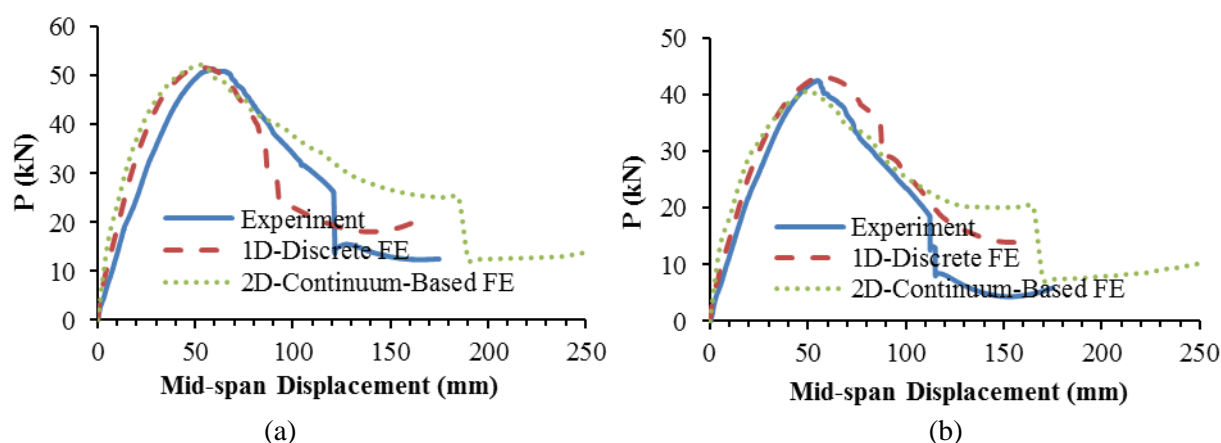 60
50
40
30
20
10
0
P (kN)
Experiment
1D-Discrete FE
2D-Continuum-Based FE
0 50 100 150 200 250
Mid-span Displacement (mm)
(a)
50
40
30
20
10
0
P (kN)
Experiment
1D-Discrete FE
2D-Continuum-Based FE
0 50 100 150 200 250
Mid-span Displacement (mm)
(b)